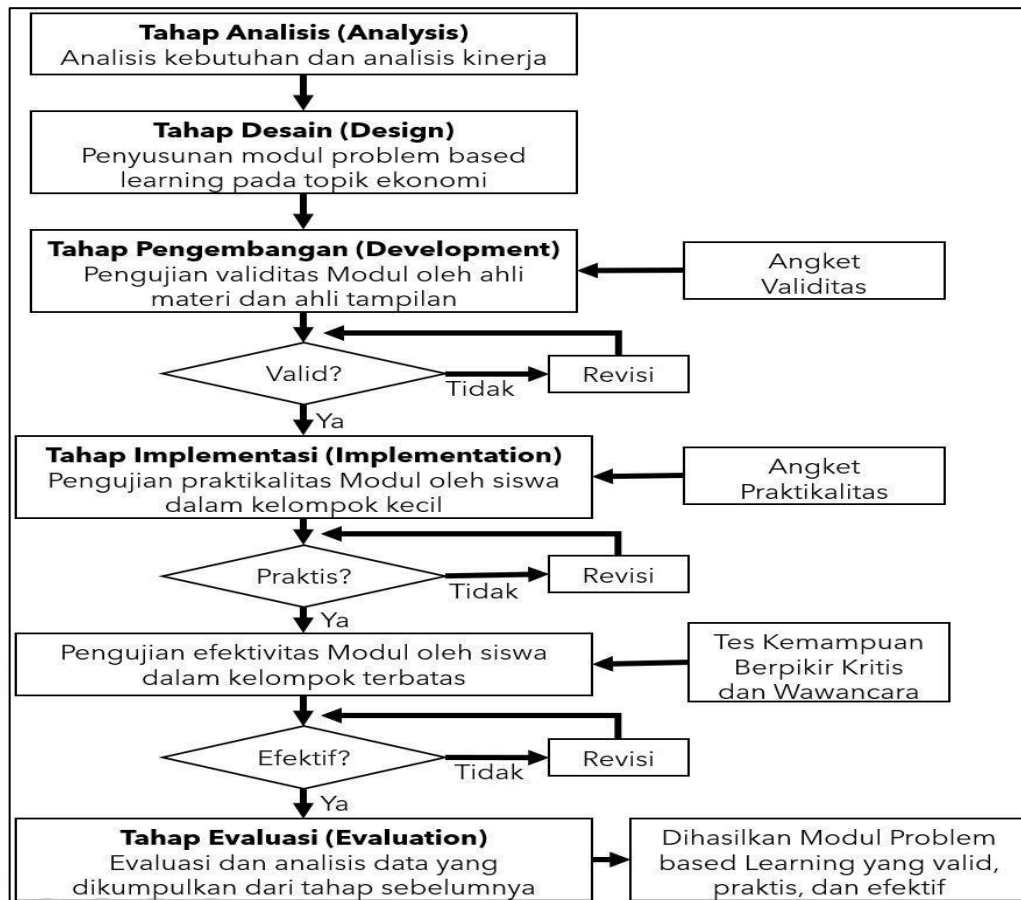 Tahap Analisis (Analysis)
Analisis kebutuhan dan analisis kinerja
Tahap Desain (Design)
Penyusunan modul problem based
learning pada topik ekonomi
Tahap Pengembangan (Development)
Pengujian validitas Modul oleh ahli
materi dan ahli tampilan
Angket
Validitas
Valid?
Tidak
Revisi
Ya
Tahap Implementasi (Implementation)
Pengujian praktikalitas Modul oleh siswa
dalam kelompok kecil
Angket
Praktikalitas
Praktis?
Tidak
Revisi
Ya
Pengujian efektivitas Modul oleh siswa
dalam kelompok terbatas
Tes Kemampuan
Berpikir Kritis
dan Wawancara
Efektif?
Tidak
Revisi
Ya
Tahap Evaluasi (Evaluation)
Evaluasi dan analisis data yang
dikumpulkan dari tahap sebelumnya
Dihasilkan Modul Problem
based Learning yang valid,
praktis, dan efektif